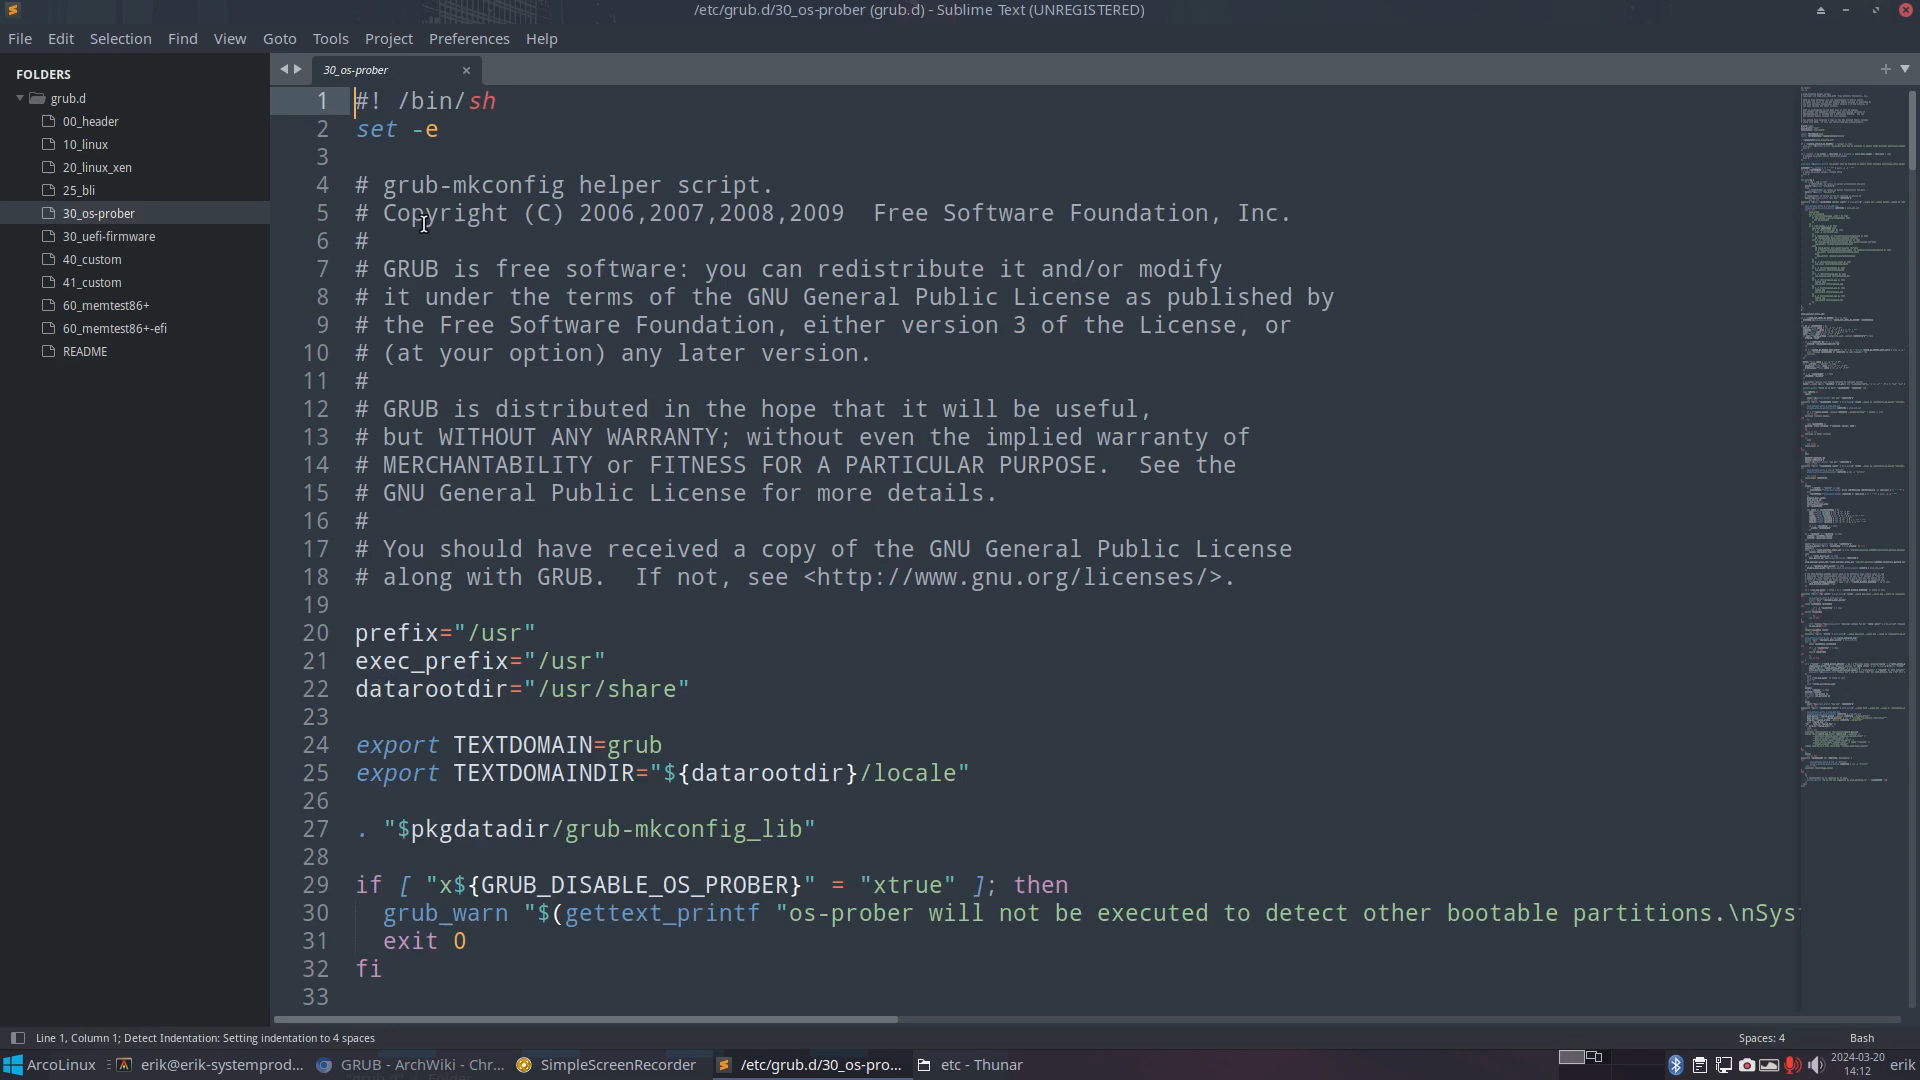 /etc/grub.d/30_os-prober (grub.d) - Sublime Text (UNREGISTERED)
File Edit Selection Find View Goto Tools Project Preferences Help
FOLDERS
grub.d
00_header
10_linux
20_linux_xen
25_bli
30_os-prober
30_uefi-firmware
40_custom
41_custom
60_memtest86+
60_memtest86+-efi
README
30_os-prober
1 #! /bin/sh
2 set -e
3
4 # grub-mkconfig helper script.
5 # Copyright (C) 2006,2007,2008,2009  Free Software Foundation, Inc.
6 #
7 # GRUB is free software: you can redistribute it and/or modify
8 # it under the terms of the GNU General Public License as published by
9 # the Free Software Foundation, either version 3 of the License, or
10 # (at your option) any later version.
11 #
12 # GRUB is distributed in the hope that it will be useful,
13 # but WITHOUT ANY WARRANTY; without even the implied warranty of
14 # MERCHANTABILITY or FITNESS FOR A PARTICULAR PURPOSE.  See the
15 # GNU General Public License for more details.
16 #
17 # You should have received a copy of the GNU General Public License
18 # along with GRUB.  If not, see <http://www.gnu.org/licenses/>.
19
20 prefix="/usr"
21 exec_prefix="/usr"
22 datarootdir="/usr/share"
23
24 export TEXTDOMAIN=grub
25 export TEXTDOMAINDIR="${datarootdir}/locale"
26
27 . "$pkgdatadir/grub-mkconfig_lib"
28
29 if [ "x${GRUB_DISABLE_OS_PROBER}" = "xtrue" ]; then
30   grub_warn "$(gettext_printf "os-prober will not be executed to detect other bootable partitions.\nSys
31   exit 0
32 fi
33
Line 1, Column 1; Detect Indentation: Setting indentation to 4 spaces
Spaces: 4
Bash
ArcoLinux
erik@erik-systemprod...
GRUB - ArchWiki - Chr...
SimpleScreenRecorder
/etc/grub.d/30_os-pro...
etc - Thunar
2024-03-20
14:12
erik